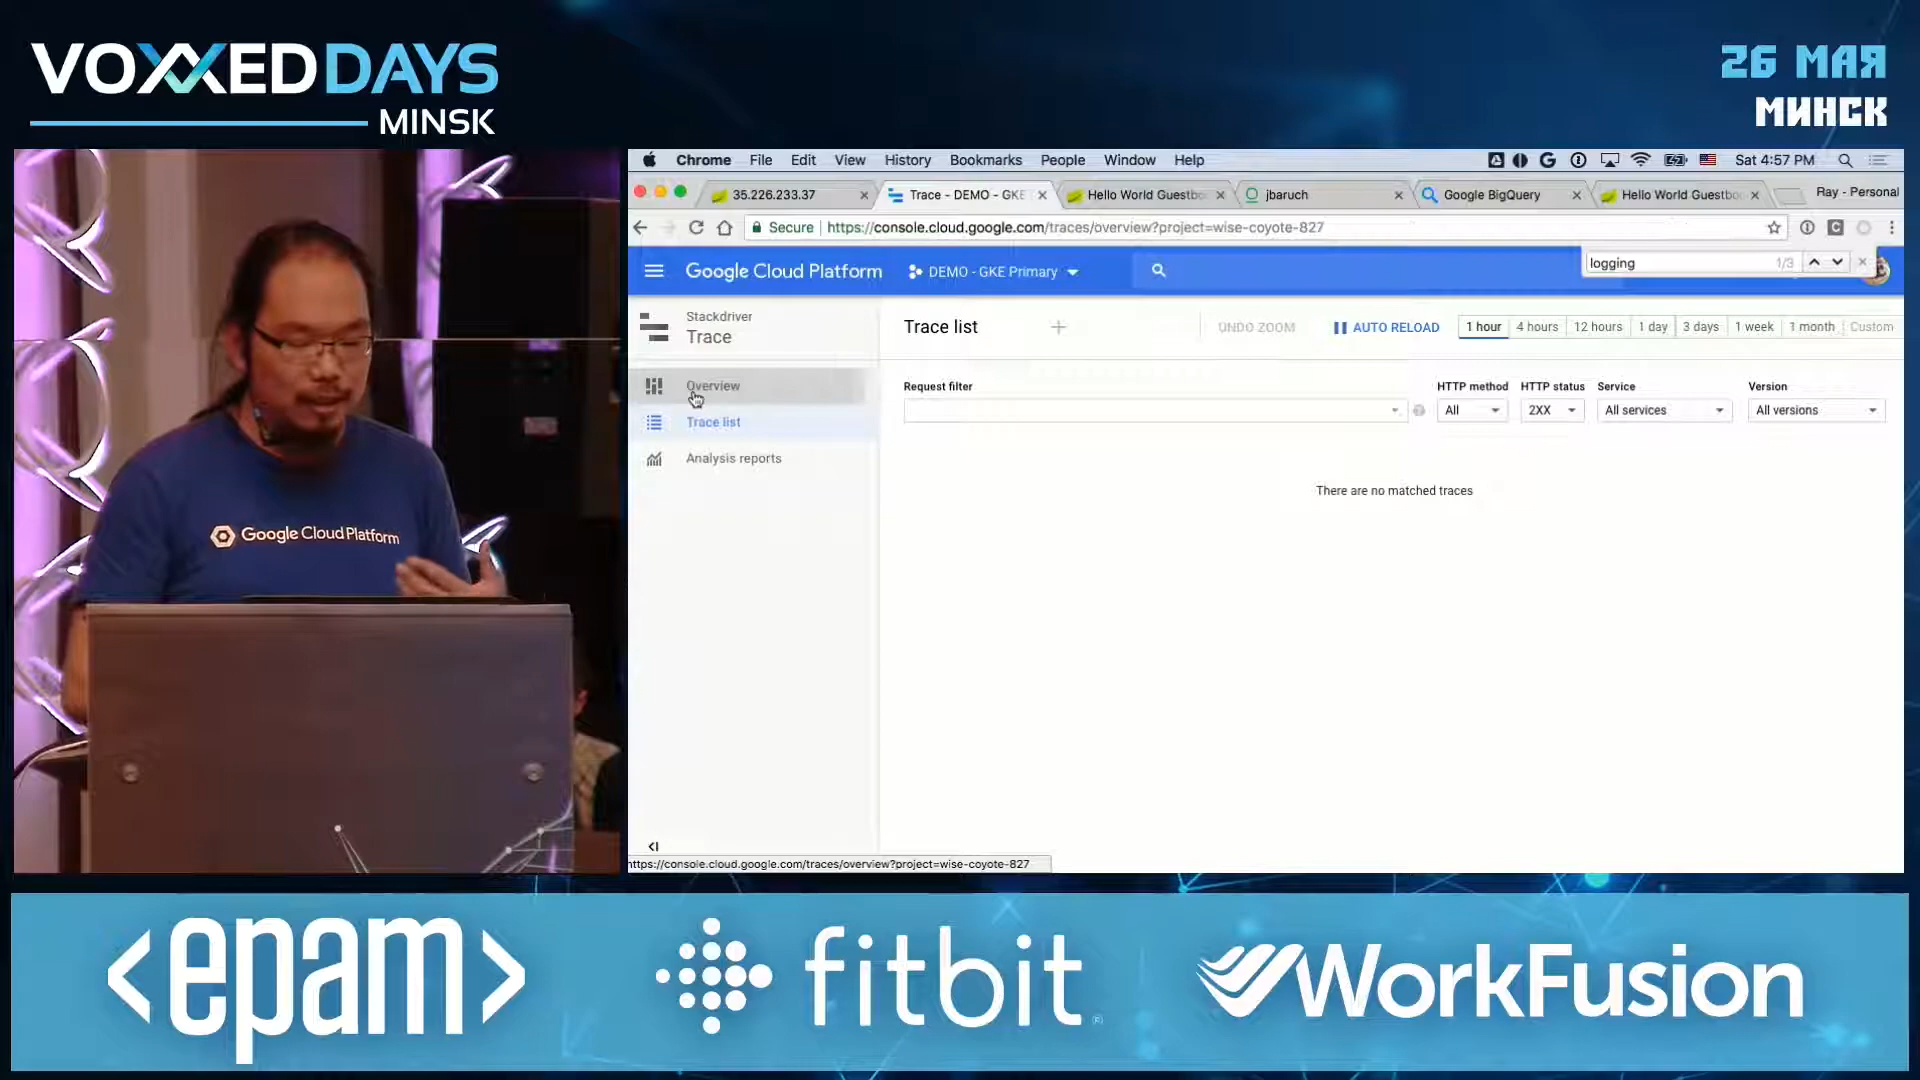 VOXXEDDAYS
MINSK
26 МАЯ
МИНСК
Chrome File Edit View History Bookmarks People Window Help
Sat 4:57 PM
35.226.233.37
Trace - DEMO - GKE
Hello World Guestbo
jbaruch
Google BigQuery
Hello World Guestbo
Ray - Personal
Secure https://console.cloud.google.com/traces/overview?project=wise-coyote-827
Google Cloud Platform
DEMO - GKE Primary
logging 1/3
Stackdriver
Trace
Trace list
UNDO ZOOM
AUTO RELOAD
1 hour 4 hours 12 hours 1 day 3 days 1 week 1 month Custom
Overview
Trace list
Analysis reports
Request filter
HTTP method HTTP status Service Version
All 2XX All services All versions
There are no matched traces
Google Cloud Platform
https://console.cloud.google.com/traces/overview?project=wise-coyote-827
<epam>
fitbit®
WorkFusion